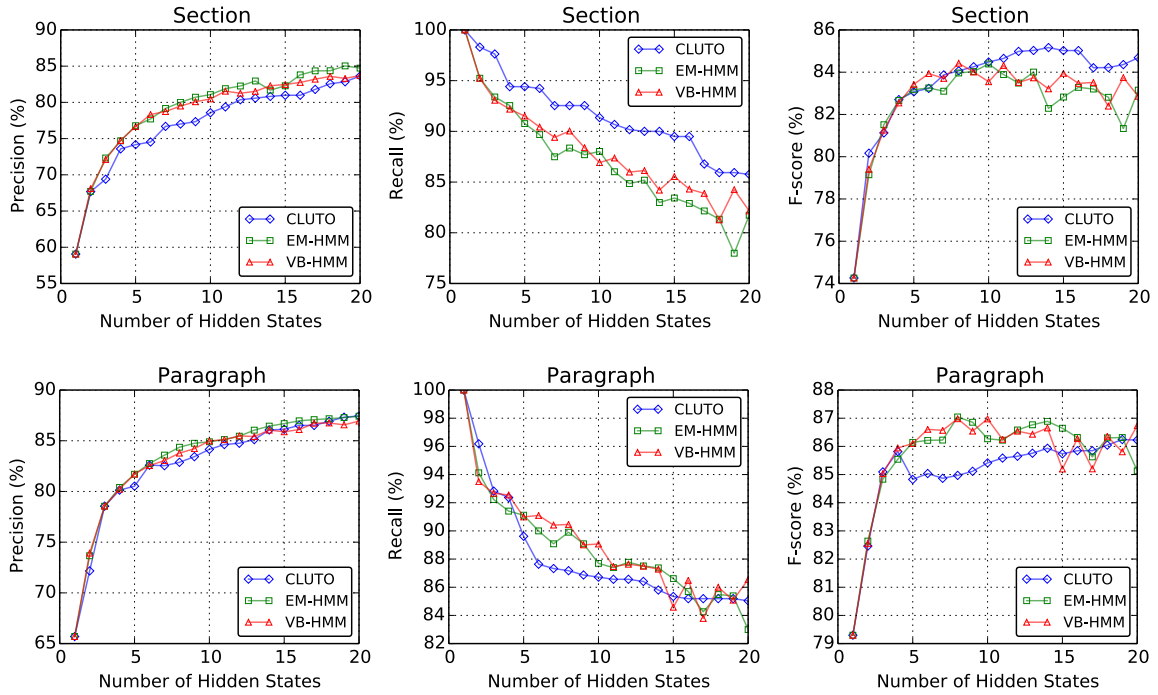 Section
Precision (%)
90
85
80
75
70
65
60
55
0 5 10 15 20
Number of Hidden States
CLUTO
EM-HMM
VB-HMM
Section
Recall (%)
100
95
90
85
80
75
0 5 10 15 20
Number of Hidden States
CLUTO
EM-HMM
VB-HMM
Section
F-score (%)
86
84
82
80
78
76
74
0 5 10 15 20
Number of Hidden States
CLUTO
EM-HMM
VB-HMM
Paragraph
Precision (%)
90
85
80
75
70
65
0 5 10 15 20
Number of Hidden States
CLUTO
EM-HMM
VB-HMM
Paragraph
Recall (%)
100
98
96
94
92
90
88
86
84
82
0 5 10 15 20
Number of Hidden States
CLUTO
EM-HMM
VB-HMM
Paragraph
F-score (%)
88
87
86
85
84
83
82
81
80
79
0 5 10 15 20
Number of Hidden States
CLUTO
EM-HMM
VB-HMM